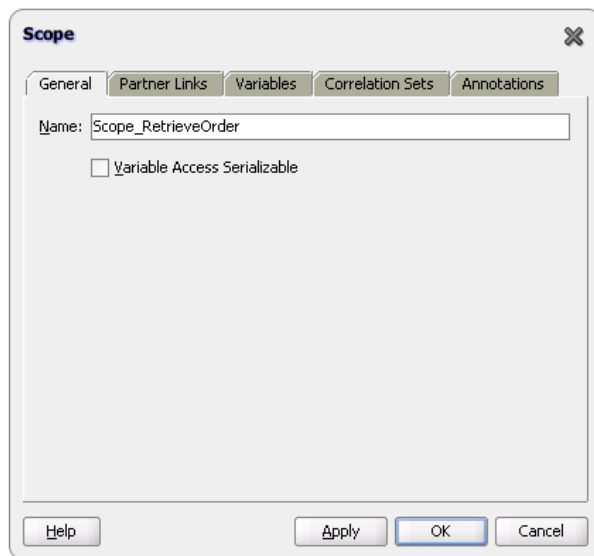 Scope
General Partner Links Variables Correlation Sets Annotations
Name: Scope_RetrieveOrder
Variable Access Serializable
Help Apply OK Cancel